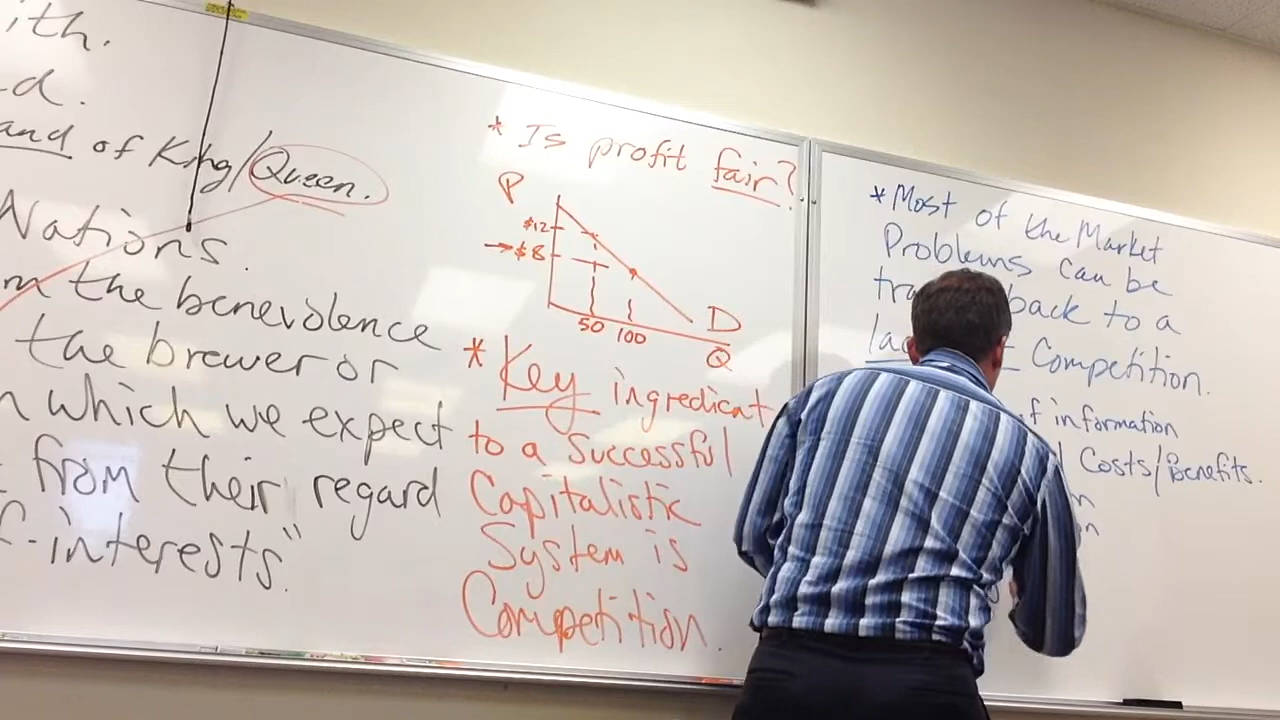 ith.
d.
and of King/Queen.
Nations.
m the benevolence
the brewer or
n which we expect
from their regard
f-interests"
* Is profit fair?
P
$12
→$8
50 100
D
Q
* Key ingredient
to a Successful
Capitalistic
System is
Competition.
* Most of the Market
Problems can be
back to a
Competition.
f information
Costs/Benefits.